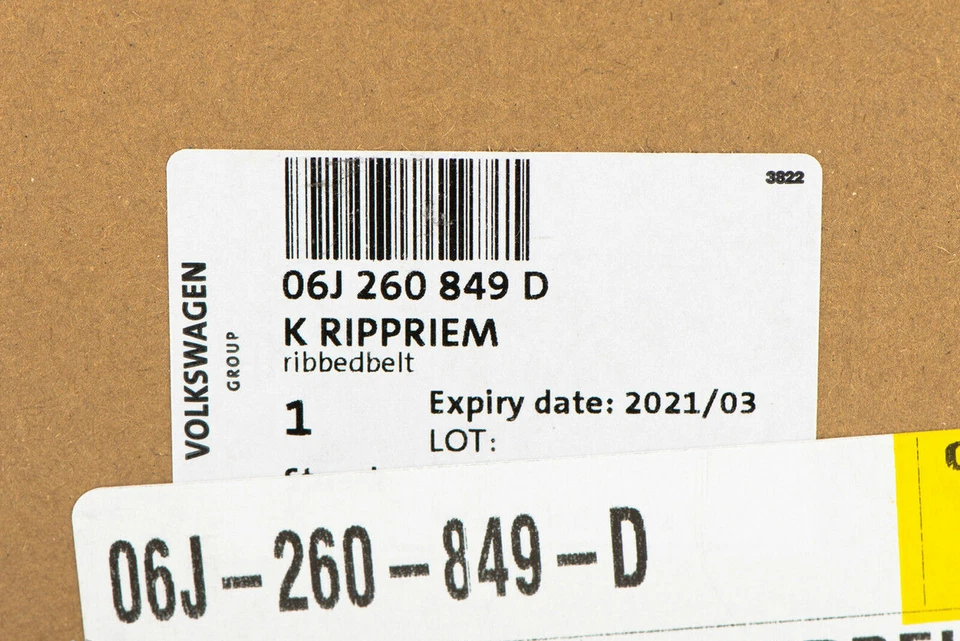 3822
06J 260 849 D
K RIPPRIEM
ribbedbelt
VOLKSWAGEN
GROUP
1
Expiry date: 2021/03
LOT:
06J-260-849-D